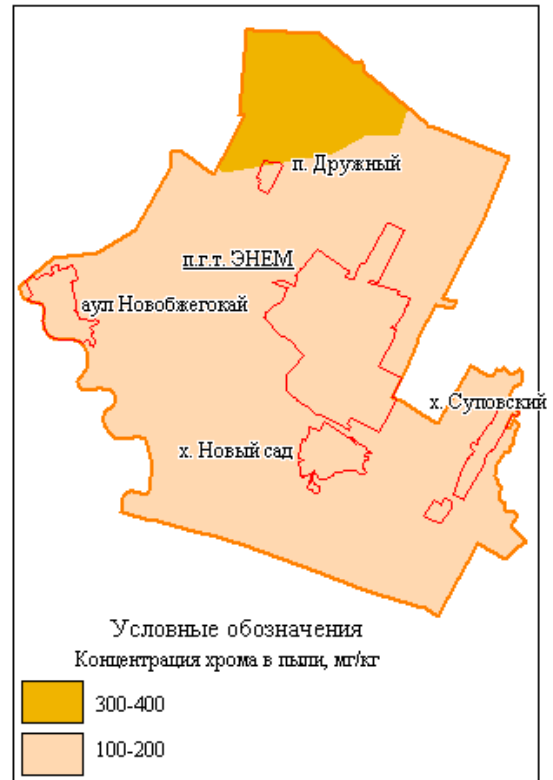 п. Дружный
п.г.т. ЭНЕМ
аул Новобжегокай
х. Суповский
х. Новый сад
Условные обозначения
Концентрация хрома в пыли, мг/кг
300-400
100-200